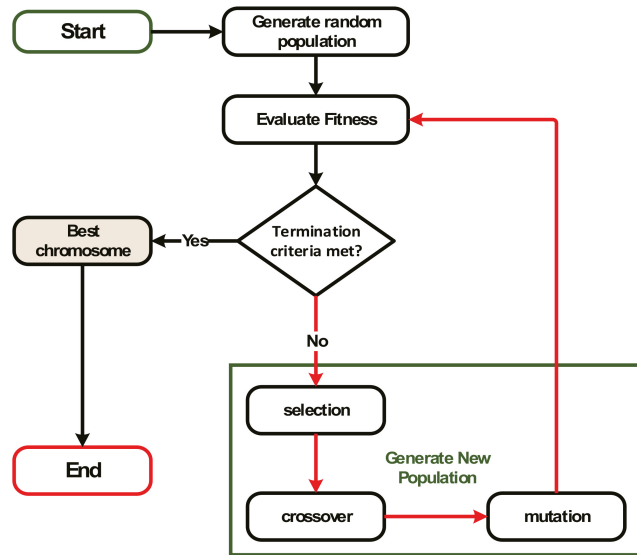 Start
Generate random
population
Evaluate Fitness
Termination
criteria met?
Yes
Best
chromosome
No
selection
Generate New
Population
End
crossover
mutation